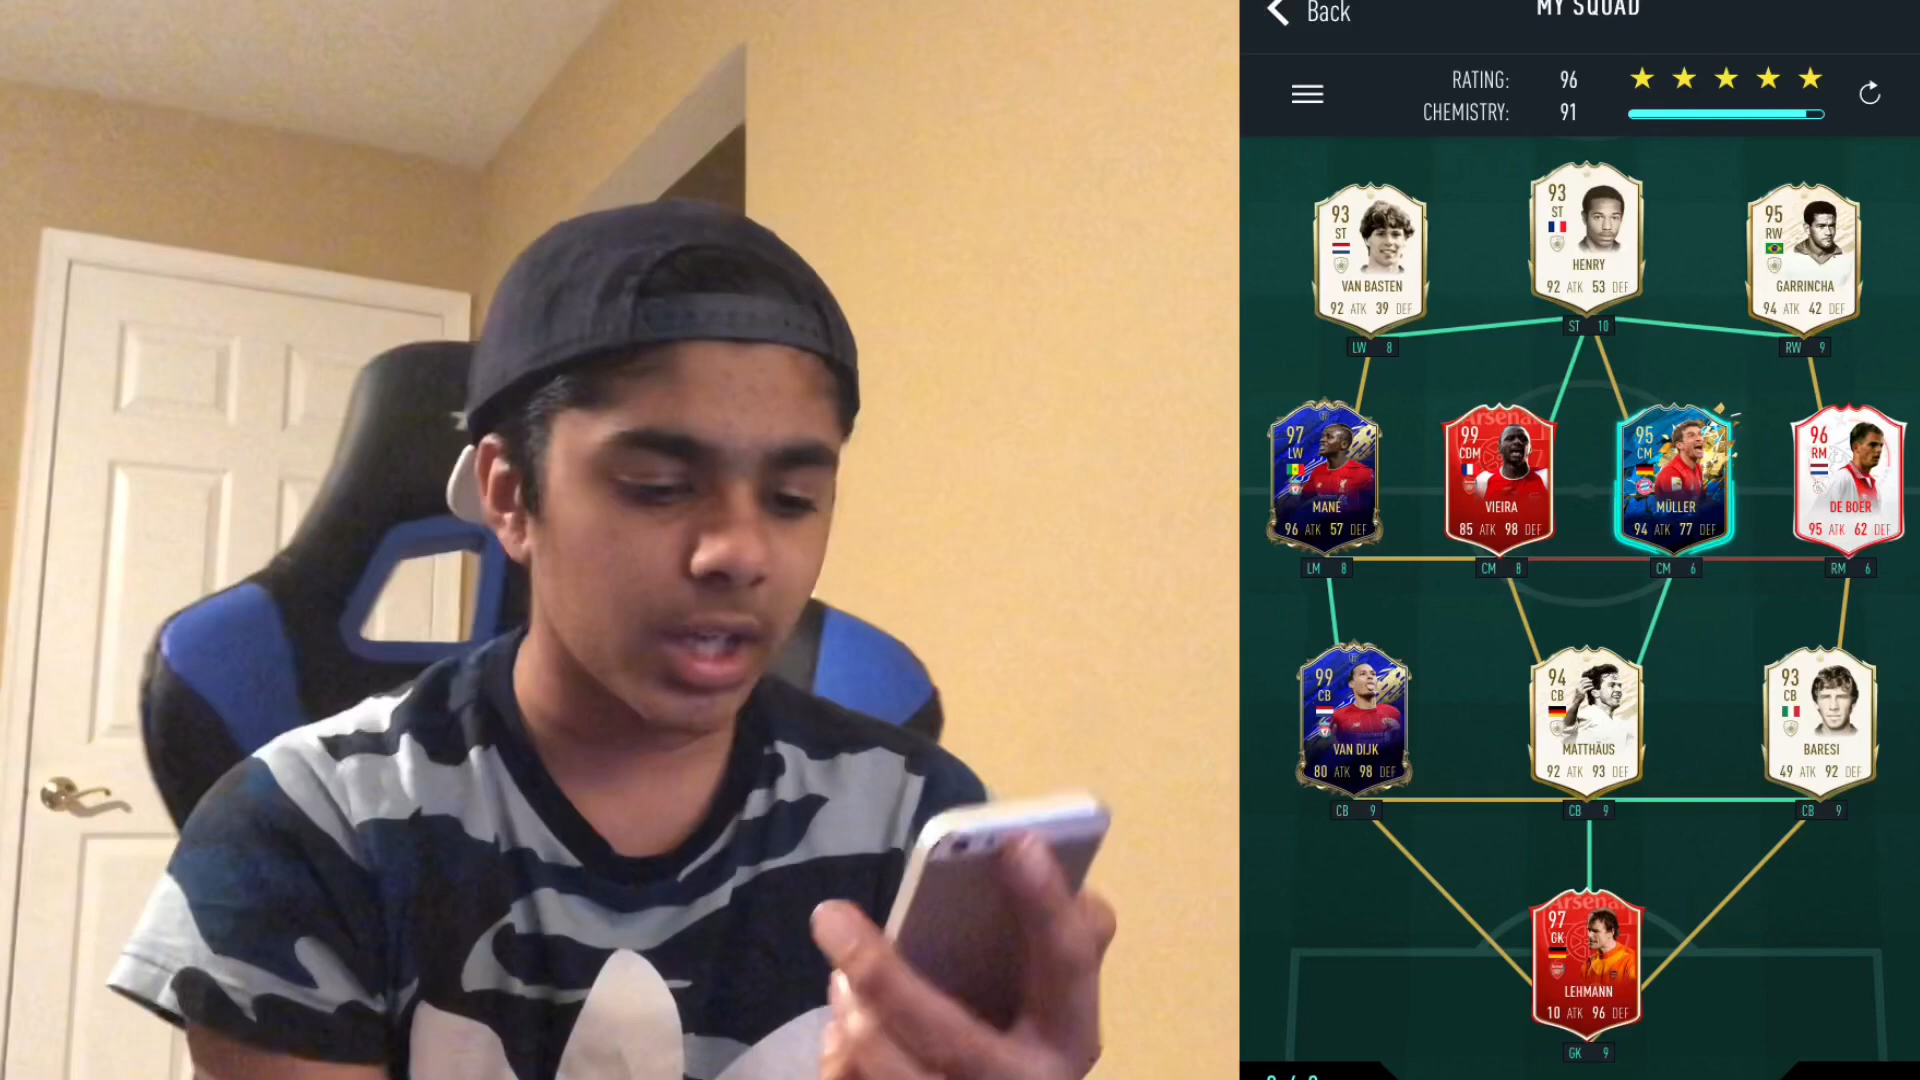 Back
MY SQUAD
RATING: 96
CHEMISTRY: 91
93
ST
VAN BASTEN
92 ATK 39 DEF
LW 8
93
ST
HENRY
92 ATK 53 DEF
ST 10
95
RW
GARRINCHA
94 ATK 42 DEF
RW 9
97
LW
MANÉ
96 ATK 57 DEF
LM 8
Arsenal
99
CDM
VIEIRA
85 ATK 98 DEF
CM 8
95
CM
MÜLLER
94 ATK 77 DEF
CM 6
96
RM
DE BOER
95 ATK 62 DEF
RM 6
99
CB
VAN DIJK
80 ATK 98 DEF
CB 9
94
CB
MATTHÄUS
92 ATK 93 DEF
CB 9
93
CB
BARESI
49 ATK 92 DEF
CB 9
Arsenal
97
GK
LEHMANN
10 ATK 96 DEF
GK 9